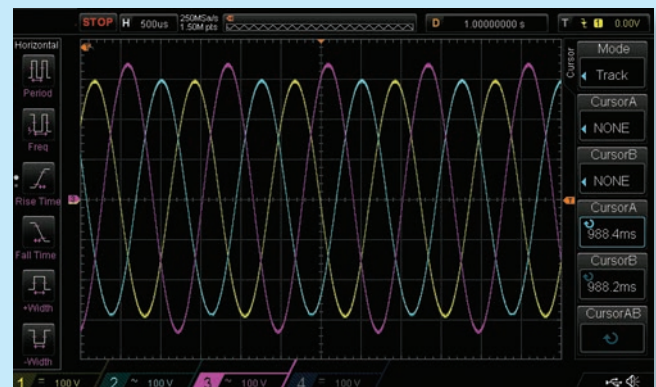 STOP H 500us 250MSa/s 1.50M pts D 1.00000000 s T 1 0.00V
Horizontal
Period
Freq
Rise Time
Fall Time
+Width
-Width
Cursor
Mode
Track
CursorA
NONE
CursorB
NONE
CursorA
988.4ms
CursorB
988.2ms
CursorAB
T
3
1 = 100 V 2 ~ 100 V 3 ~ 100 V 4 = 100 V